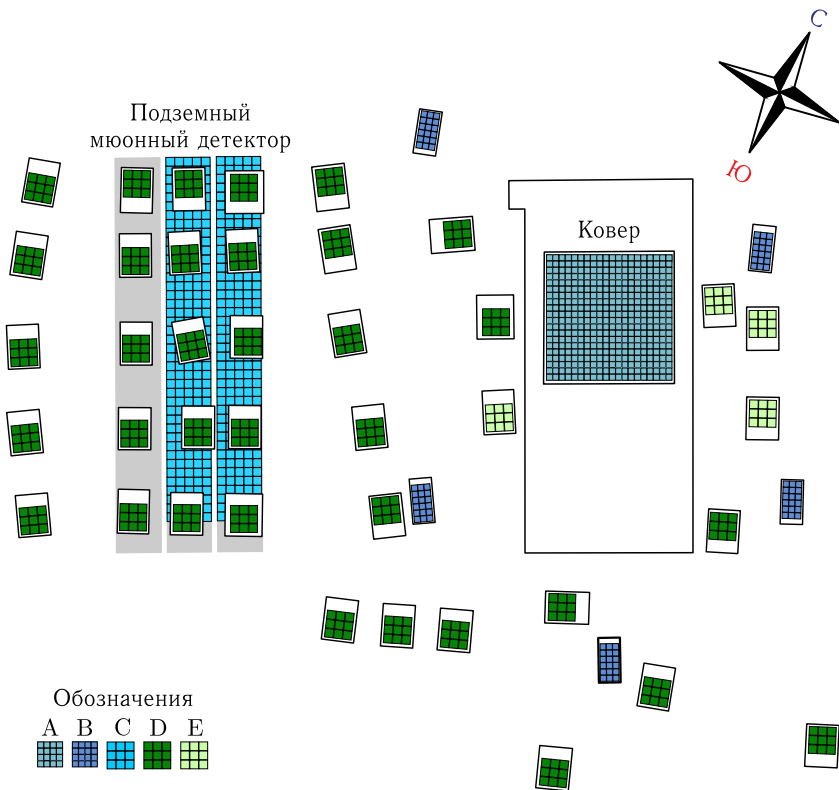 С
Подземный
мюонный детектор
Ю
Ковер
Обозначения
A B C D E